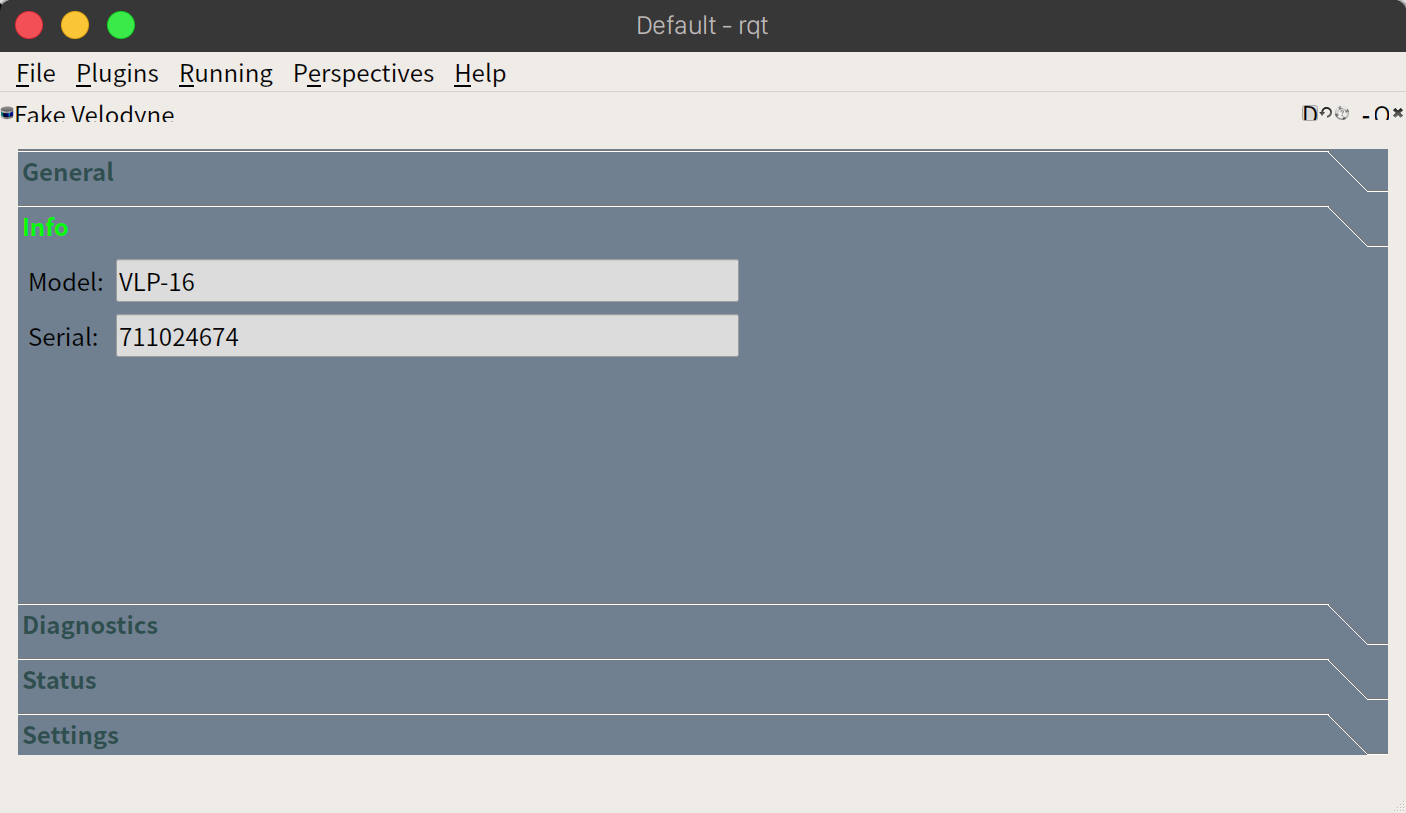 Default - rqt
File Plugins Running Perspectives Help
Fake Velodyne D - O
General
Info
Model: VLP-16
Serial: 711024674
Diagnostics
Status
Settings